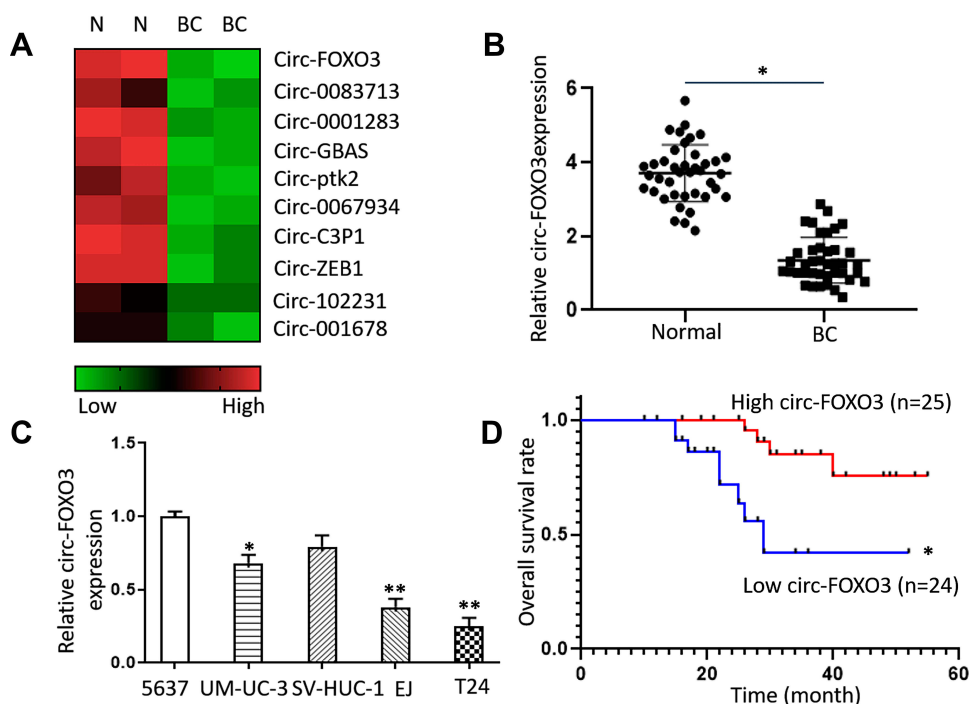 A
N N BC BC
Circ-FOXO3
Circ-0083713
Circ-0001283
Circ-GBAS
Circ-ptk2
Circ-0067934
Circ-C3P1
Circ-ZEB1
Circ-102231
Circ-001678
Low High
B
Relative circ-FOXO3expression
6
4
2
0
*
Normal BC
C
Relative circ-FOXO3
expression
1.5
1.0
0.5
0.0
*
**
**
5637 UM-UC-3 SV-HUC-1 EJ T24
D
Overall survival rate
1.0
0.5
0.0
High circ-FOXO3 (n=25)
*
Low circ-FOXO3 (n=24)
0 20 40 60
Time (month)